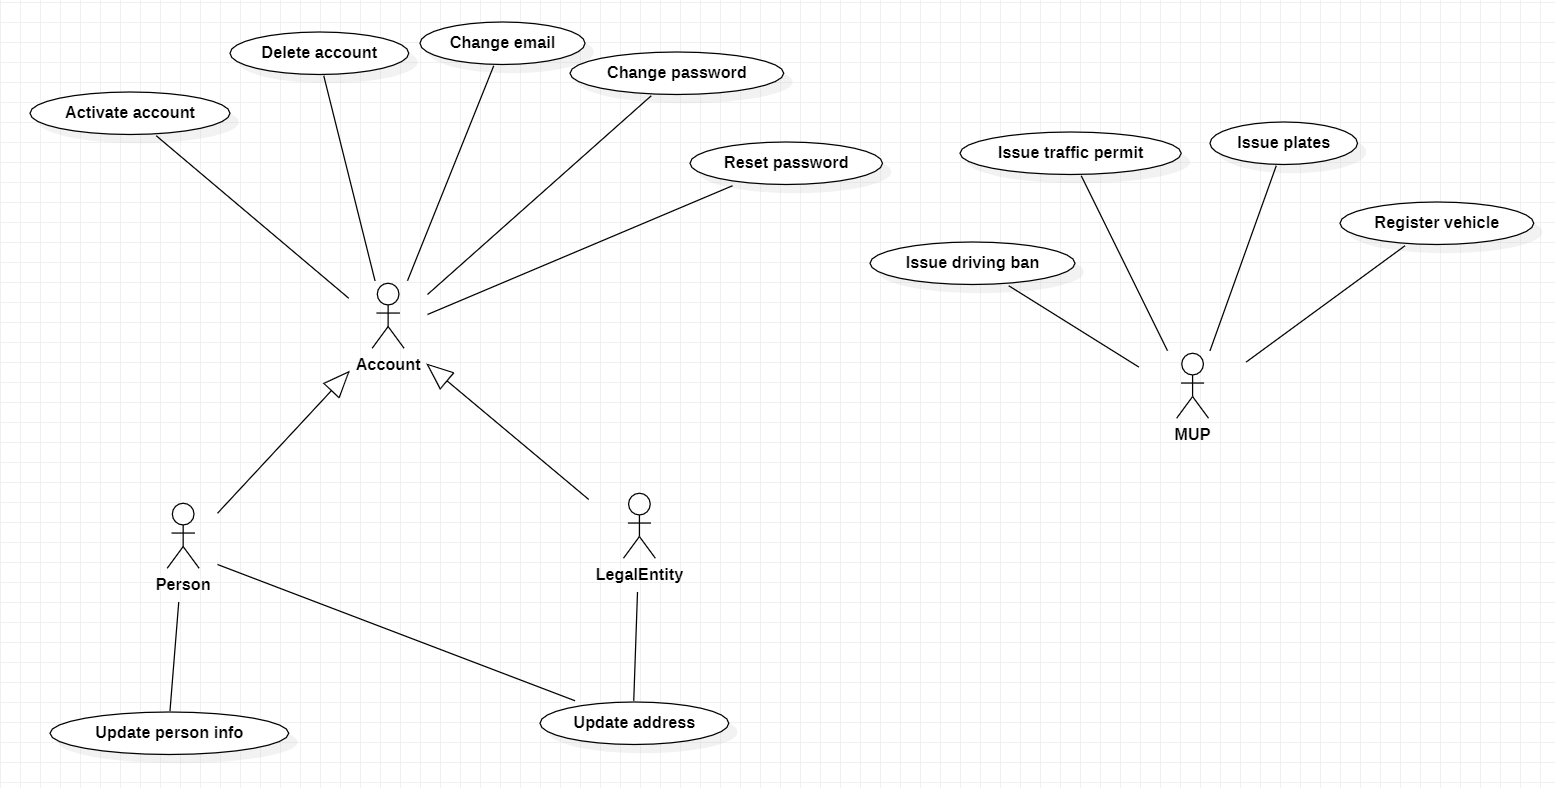 Change email
Delete account
Change password
Activate account
Issue plates
Issue traffic permit
Reset password
Register vehicle
Issue driving ban
Account
MUP
LegalEntity
Person
Update address
Update person info